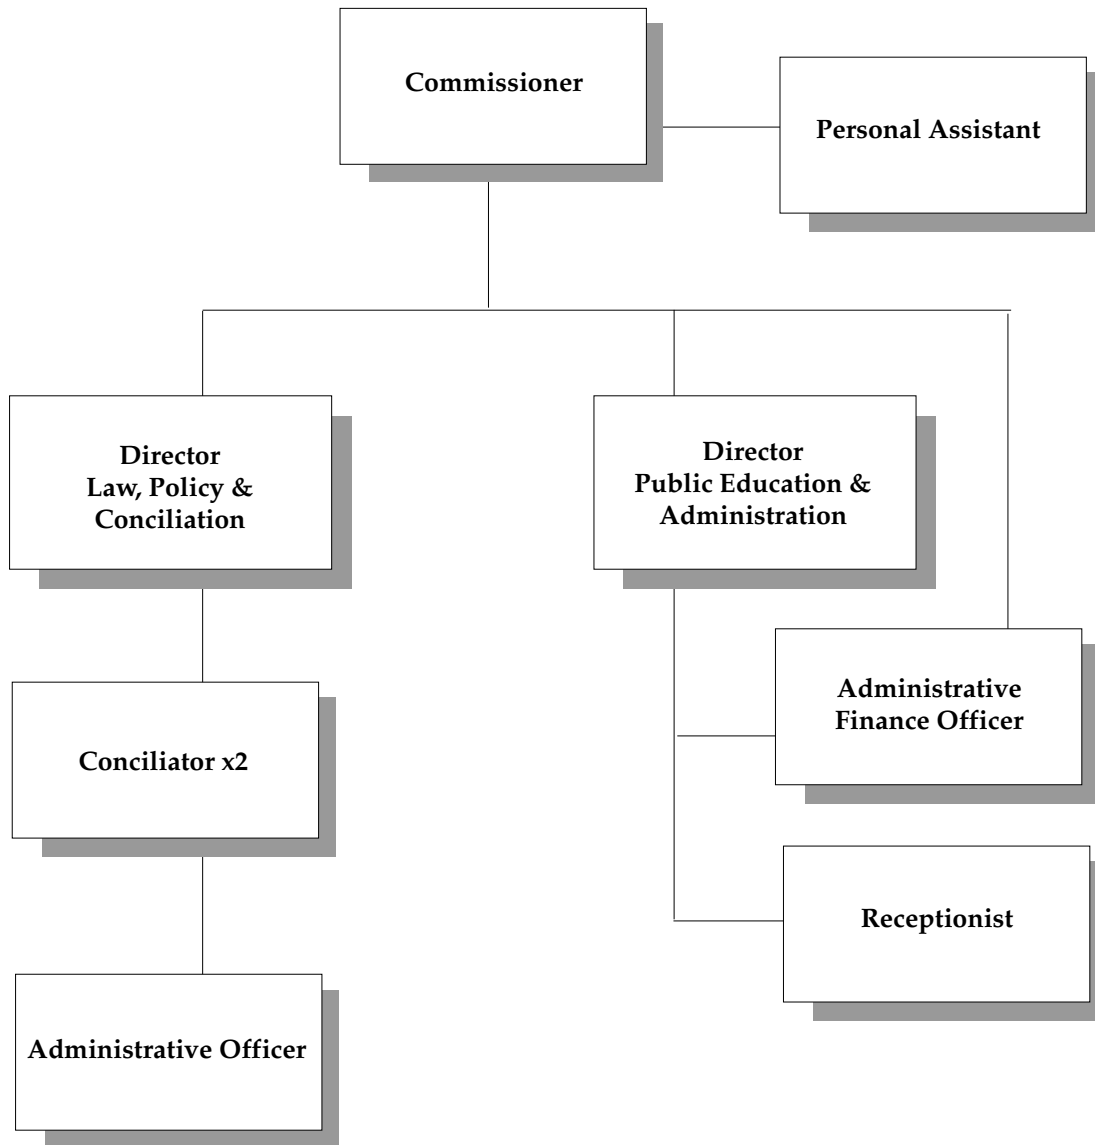 Commissioner
Personal Assistant
Director
Law, Policy &
Conciliation
Director
Public Education &
Administration
Administrative
Finance Officer
Conciliator x2
Receptionist
Administrative Officer